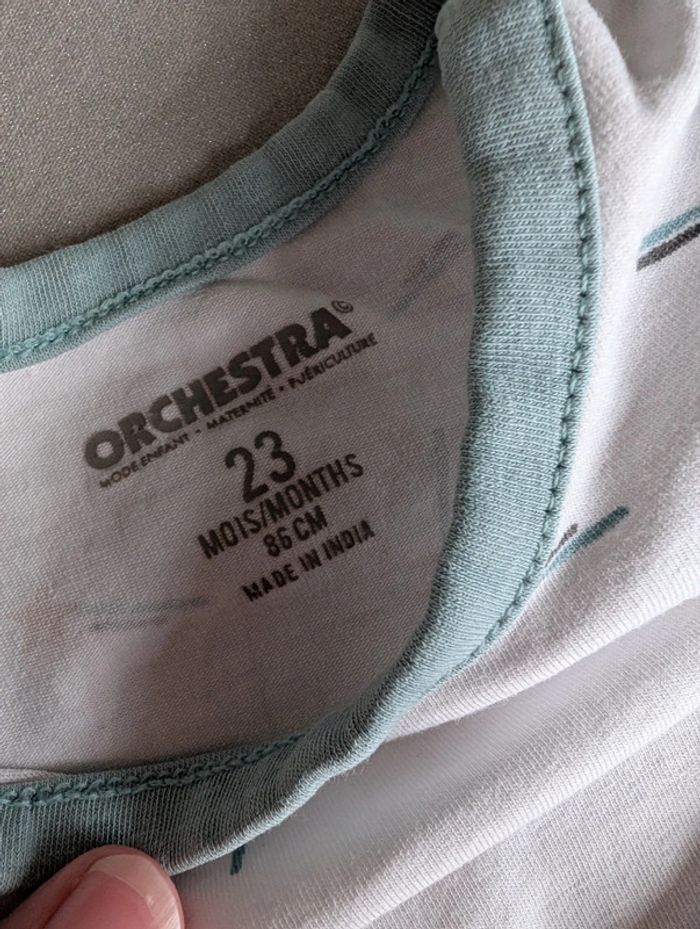 ORCHESTRA©
MODE ENFANT • MATERNITÉ • PUÉRICULTURE
23
MOIS/MONTHS
86 CM
MADE IN INDIA